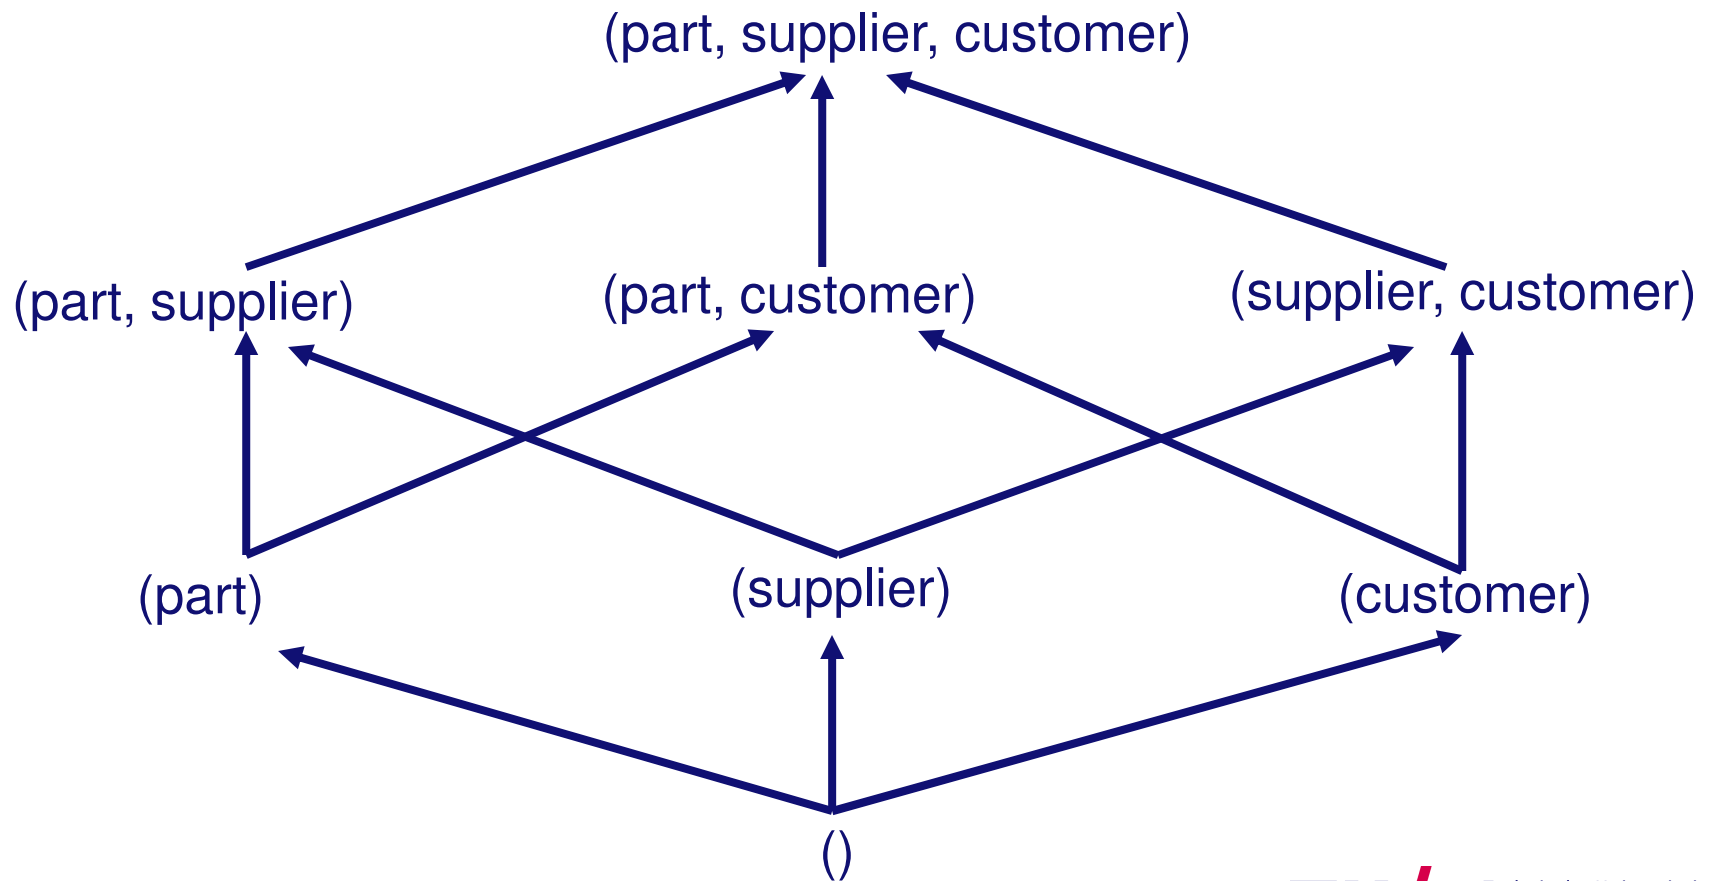 (part, supplier, customer)
(part, supplier)
(part, customer)
(supplier, customer)
(part)
(supplier)
(customer)
()